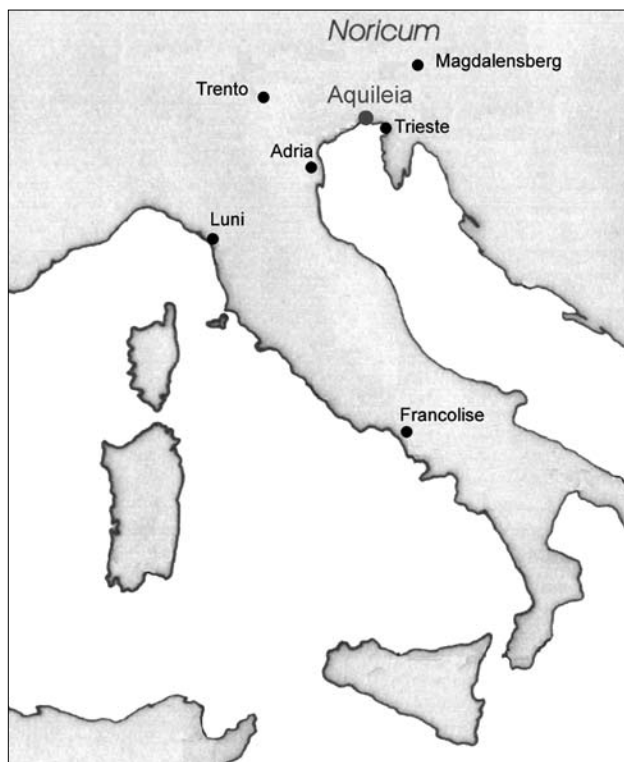 Noricum
Magdalensberg
Trento
Aquileia
Trieste
Adria
Luni
Francolise